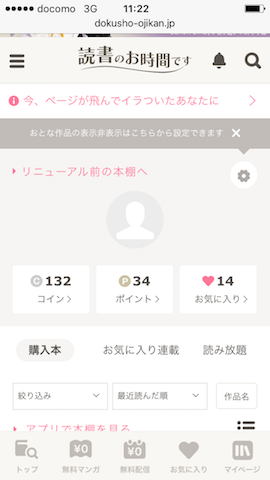 docomo 3G 11:22
dokusho-ojikan.jp
読書のお時間です
今、ページが飛んでイラついたあなたに
おとな作品の表示非表示はこちらから設定できます
リニューアル前の本棚へ
C 132 P 34 14
コイン ポイント お気に入り
購入本 お気に入り連載 読み放題
絞り込み 最近読んだ順 作品名
アプリで本棚を見る
¥0 ¥0
トップ 無料マンガ 無料配信 お気に入り マイページ